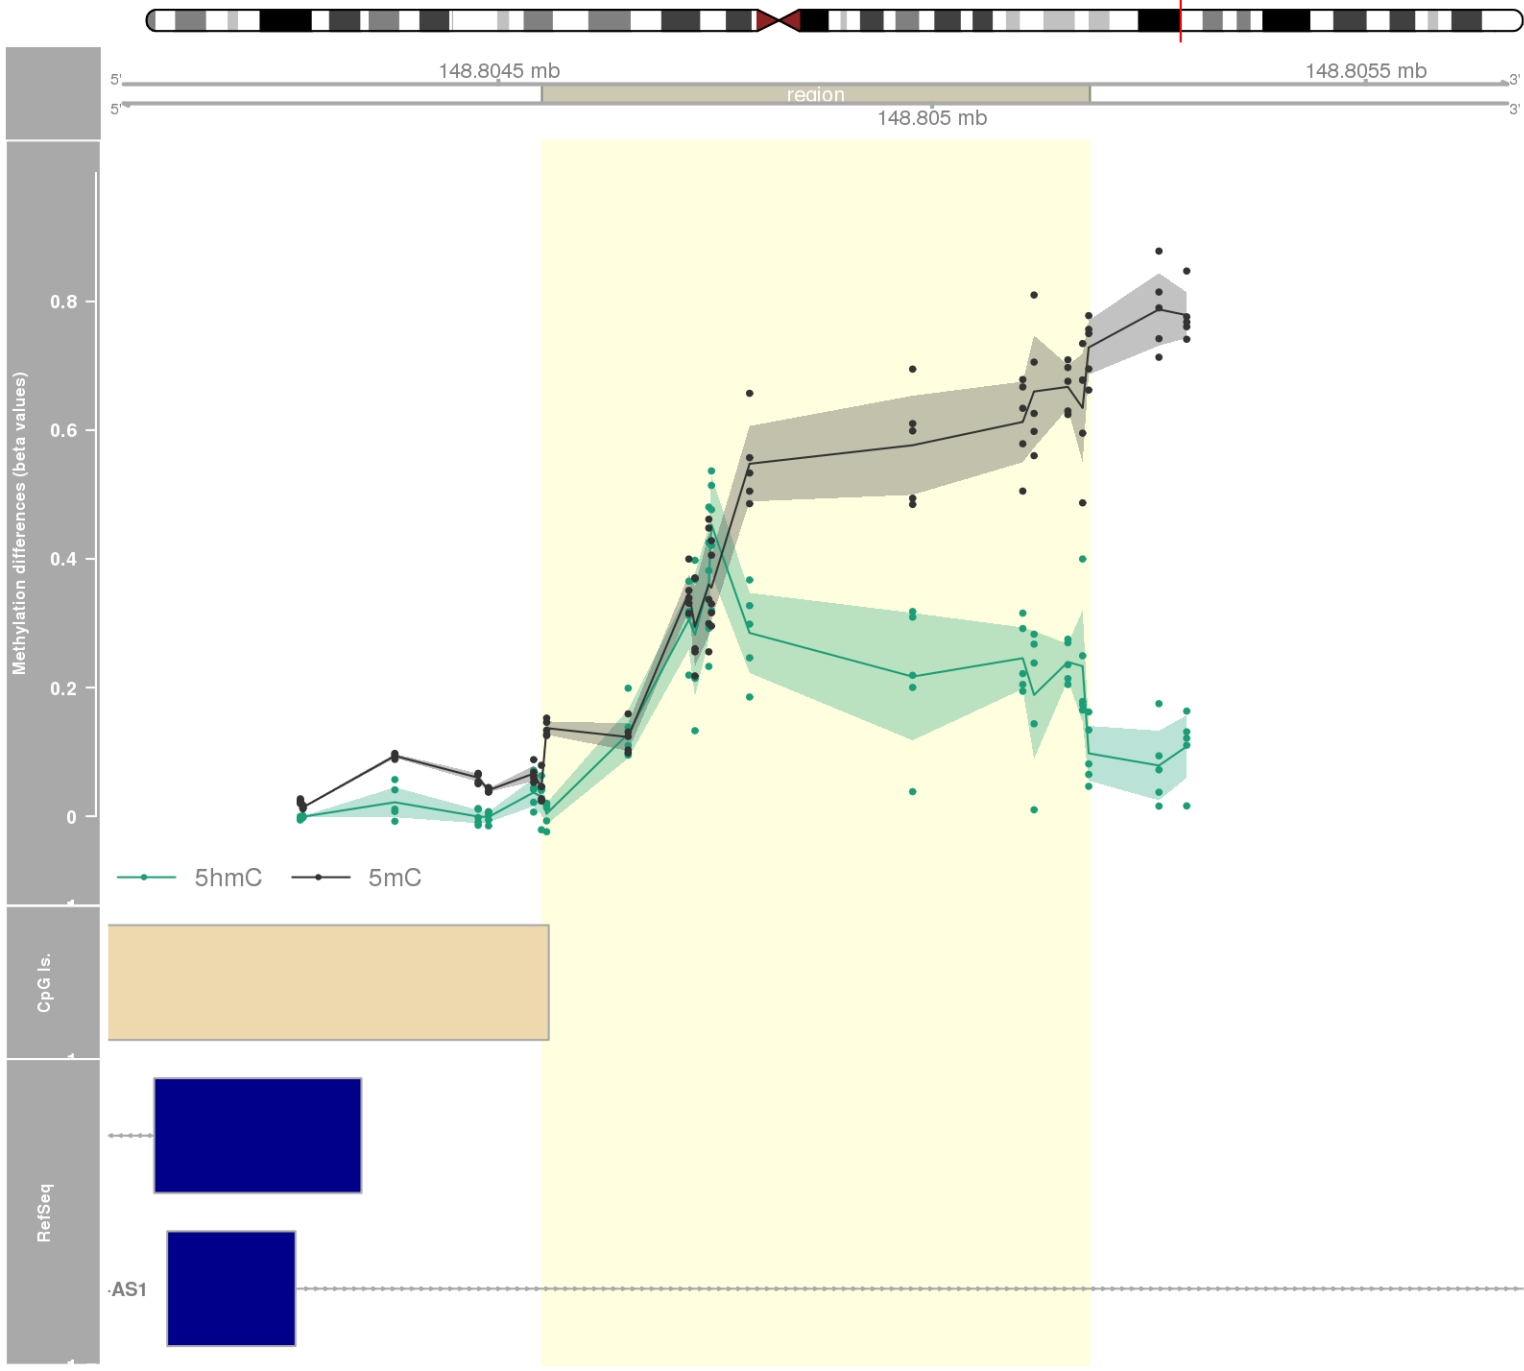 148.8045 mb
148.8055 mb
5'
3'
region
5'
3'
148.805 mb
Methylation differences (beta values)
0.8
0.6
0.4
0.2
0
5hmC
5mC
CpG Is.
RefSeq
AS1